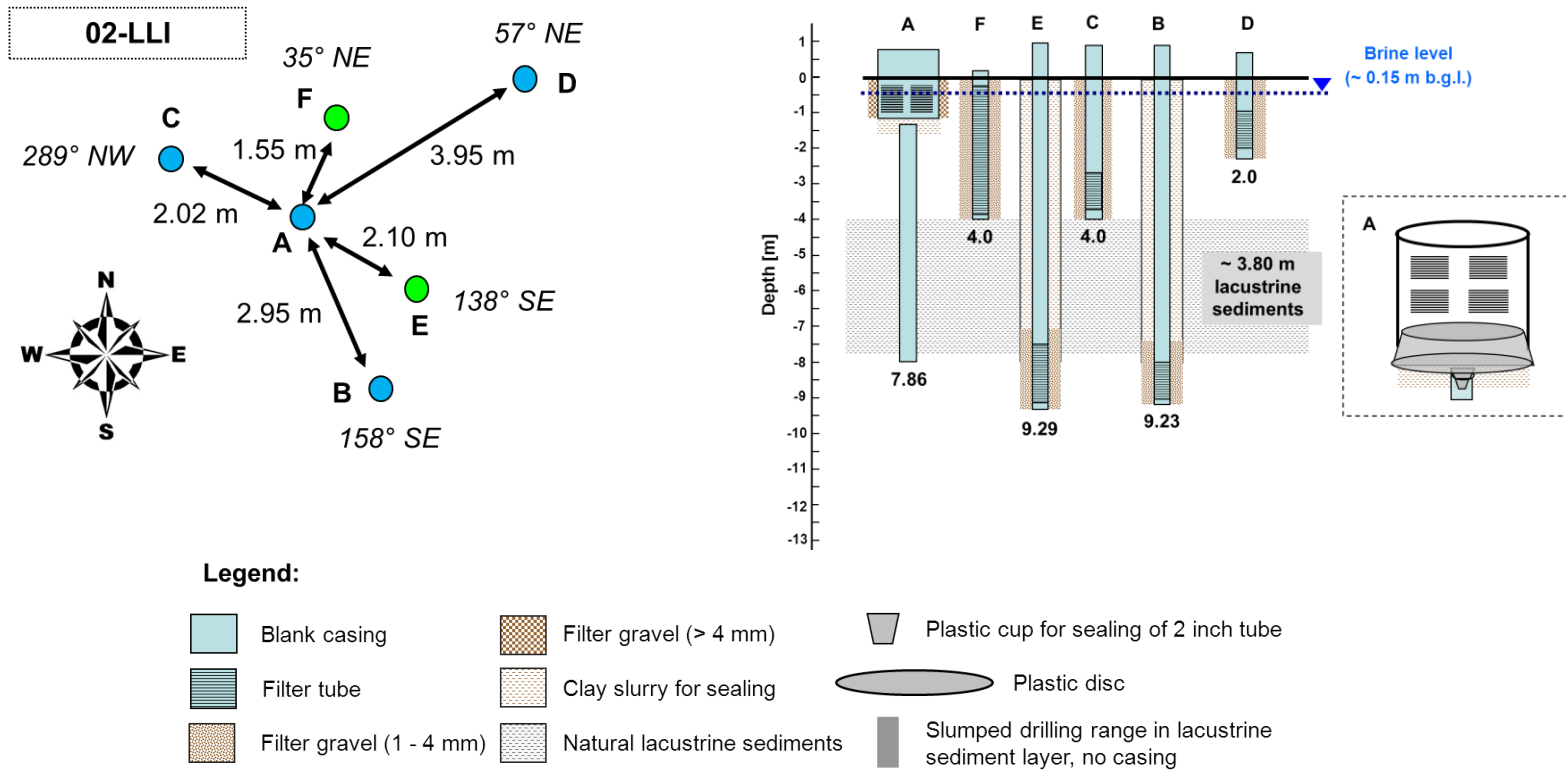 02-LLI
57° NE
35° NE
D
F
C
289° NW
1.55 m
3.95 m
2.02 m
A
2.10 m
E
138° SE
2.95 m
B
158° SE
N
W
E
S
A
F
E
C
B
D
Brine level
(~ 0.15 m b.g.l.)
Depth [m]
1
0
-1
-2
-3
-4
-5
-6
-7
-8
-9
-10
-11
-12
-13
2.0
4.0
4.0
~ 3.80 m
lacustrine
sediments
7.86
9.29
9.23
A
Legend:
Blank casing
Filter tube
Filter gravel (1 - 4 mm)
Filter gravel (> 4 mm)
Clay slurry for sealing
Natural lacustrine sediments
Plastic cup for sealing of 2 inch tube
Plastic disc
Slumped drilling range in lacustrine
sediment layer, no casing